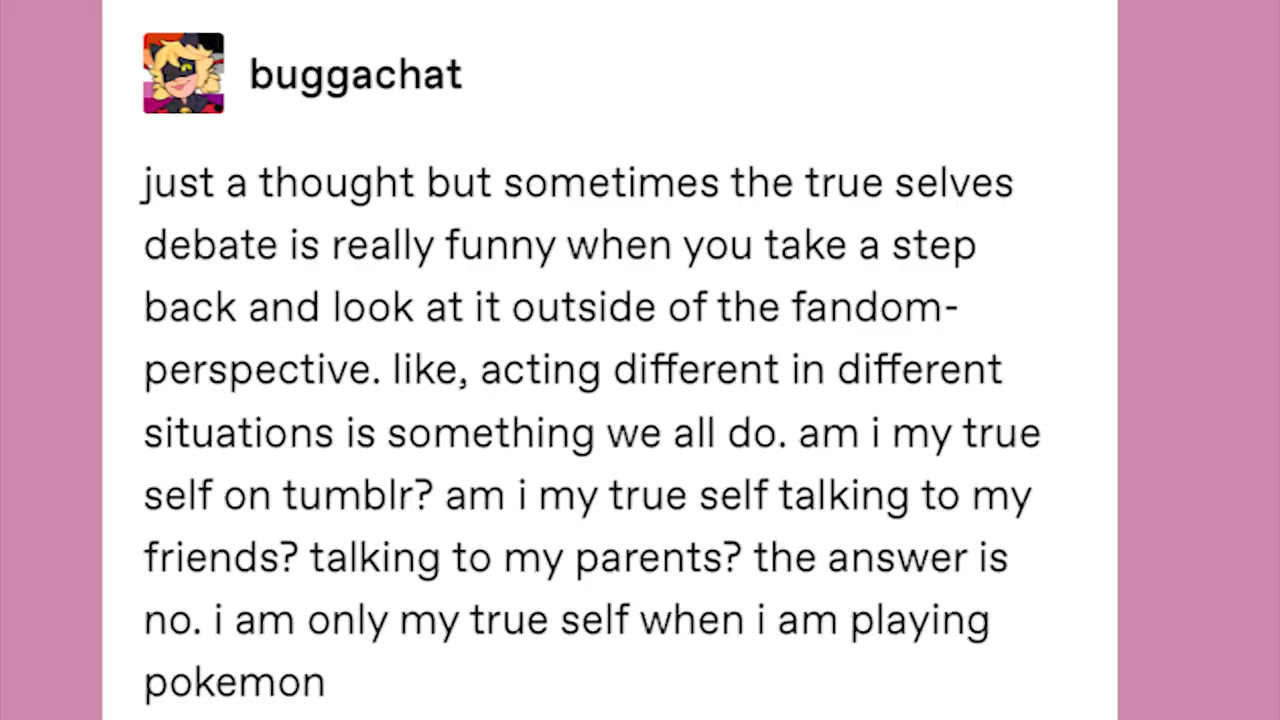 buggachat
just a thought but sometimes the true selves
debate is really funny when you take a step
back and look at it outside of the fandom-
perspective. like, acting different in different
situations is something we all do. am i my true
self on tumblr? am i my true self talking to my
friends? talking to my parents? the answer is
no. i am only my true self when i am playing
pokemon